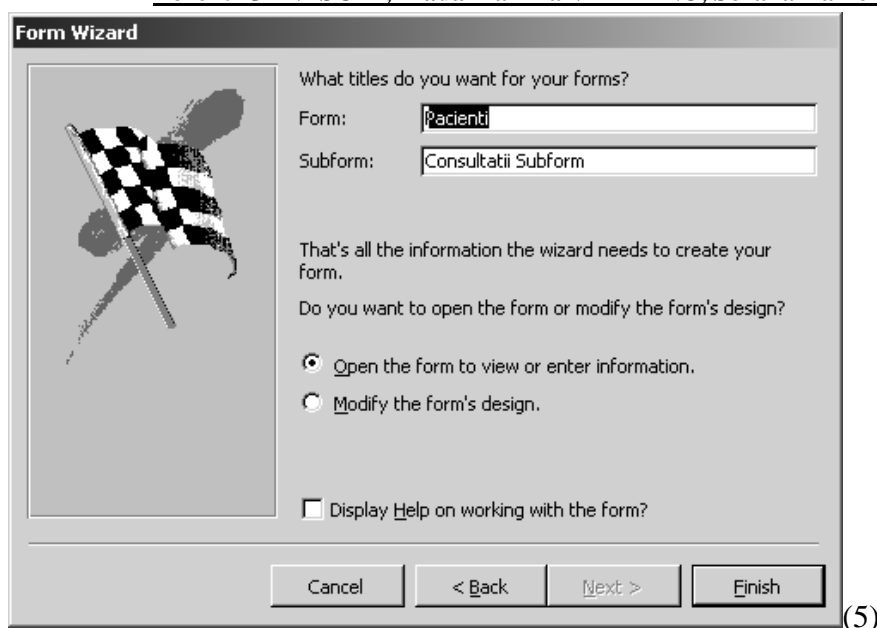 Form Wizard
What titles do you want for your forms?
Form: Pacienti
Subform: Consultatii Subform
That's all the information the wizard needs to create your
form.
Do you want to open the form or modify the form's design?
Open the form to view or enter information.
Modify the form's design.
Display Help on working with the form?
Cancel < Back Next > Finish
(5)